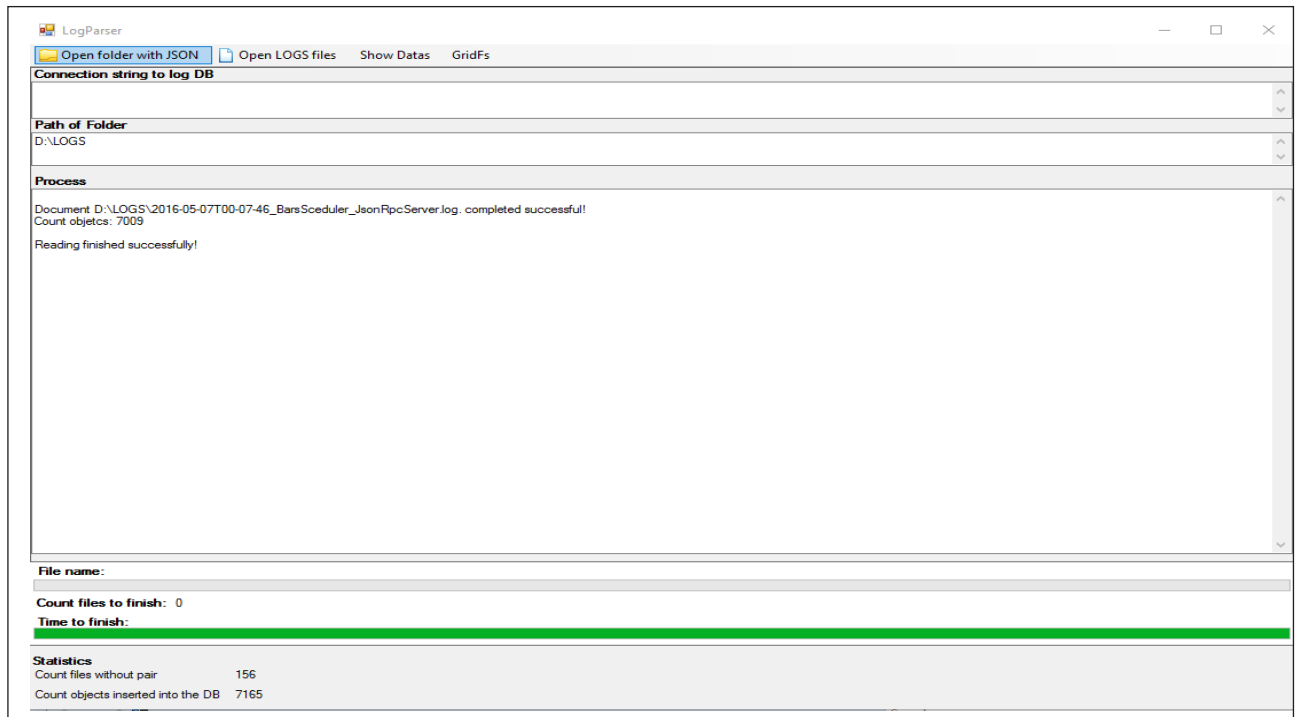 LogParser
Open folder with JSON Open LOGS files Show Datas GridFs
Connection string to log DB
Path of Folder
D:\LOGS
Process
Document D:\LOGS\2016-05-07T00-07-46_BarsSceduler_JsonRpcServer.log. completed successful!
Count objetcs: 7009
Reading finished successfully!
File name:
Count files to finish: 0
Time to finish:
Statistics
Count files without pair 156
Count objects inserted into the DB 7165